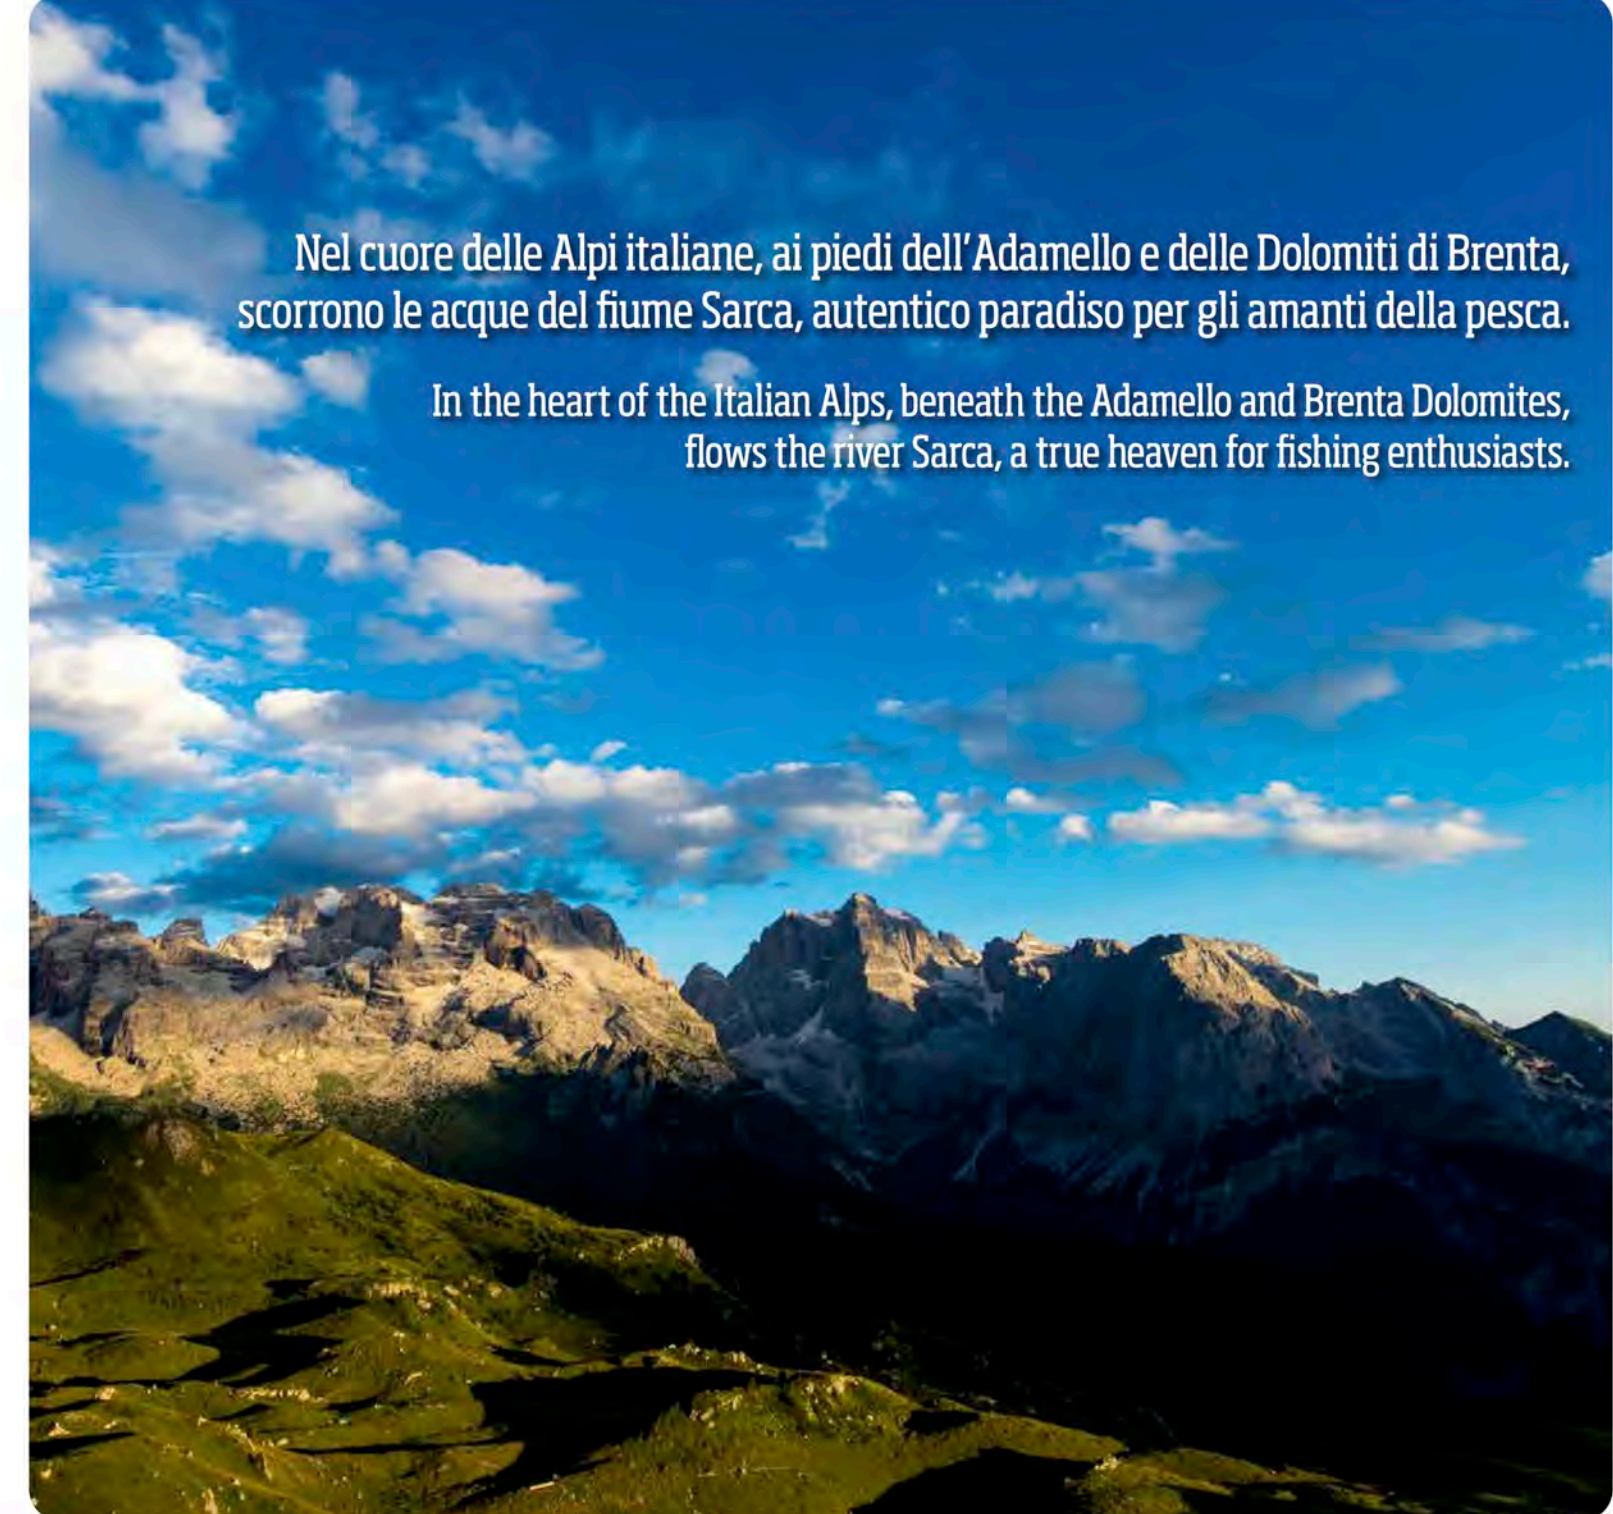 Nel cuore delle Alpi italiane, ai piedi dell'Adamello e delle Dolomiti di Brenta,
scorrono le acque del fiume Sarca, autentico paradiso per gli amanti della pesca.
In the heart of the Italian Alps, beneath the Adamello and Brenta Dolomites,
flows the river Sarca, a true heaven for fishing enthusiasts.